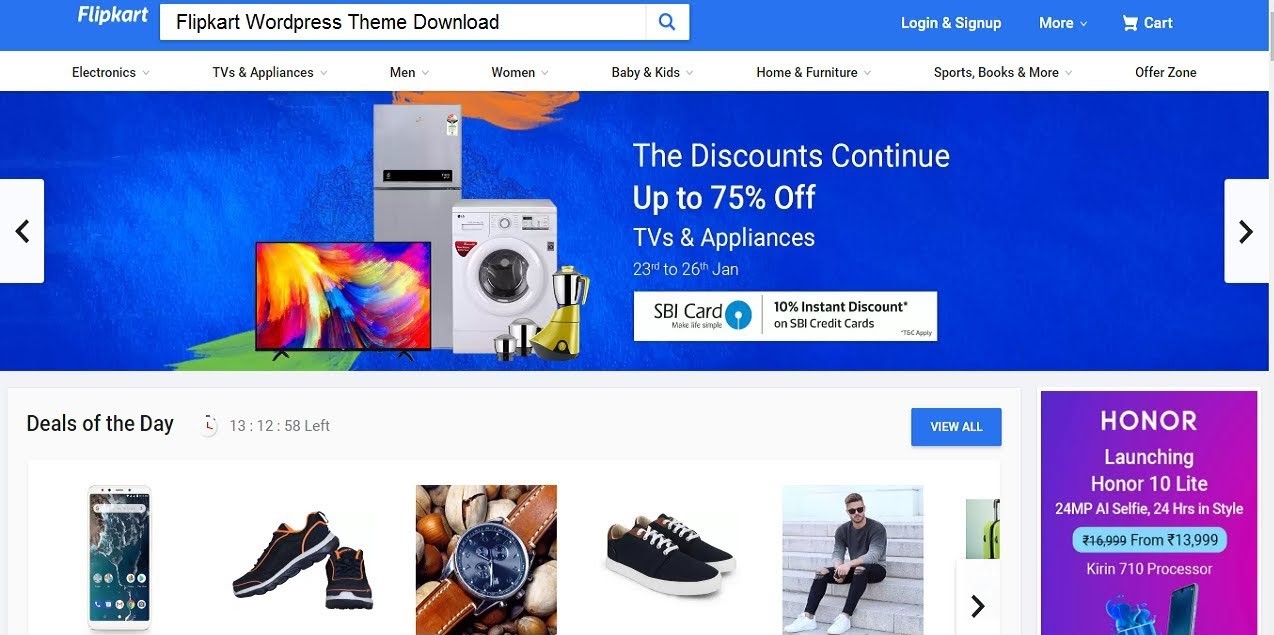 Flipkart
Flipkart Wordpress Theme Download
Login & Signup
More
Cart
Electronics
TVs & Appliances
Men
Women
Baby & Kids
Home & Furniture
Sports, Books & More
Offer Zone
The Discounts Continue
Up to 75% Off
TVs & Appliances
23rd to 26th Jan
SBI Card
Make life simple
10% Instant Discount*
on SBI Credit Cards
*T&C Apply
LG
Deals of the Day
13 : 12 : 58 Left
VIEW ALL
HONOR
Launching
Honor 10 Lite
24MP AI Selfie, 24 Hrs in Style
₹16,999 From ₹13,999
Kirin 710 Processor